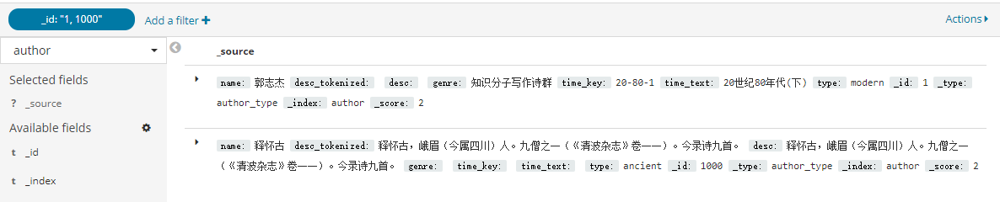 _id: "1, 1000"
Add a filter +
Actions
author
_source
Selected fields
? _source
Available fields
t _id
t _index
name: 郭志杰 desc_tokenized: desc: genre: 知识分子写作诗群 time_key: 20-80-1 time_text: 20世纪80年代(下) type: modern _id: 1 _type:
author_type _index: author _score: 2
name: 释怀古 desc_tokenized: 释怀古，峨眉（今属四川）人。九僧之一（《清波杂志》卷一一）。今录诗九首。 desc: 释怀古，峨眉（今属四川）人。九僧之一
（《清波杂志》卷一一）。今录诗九首。 genre: time_key: time_text: type: ancient _id: 1000 _type: author_type _index: author _score: 2